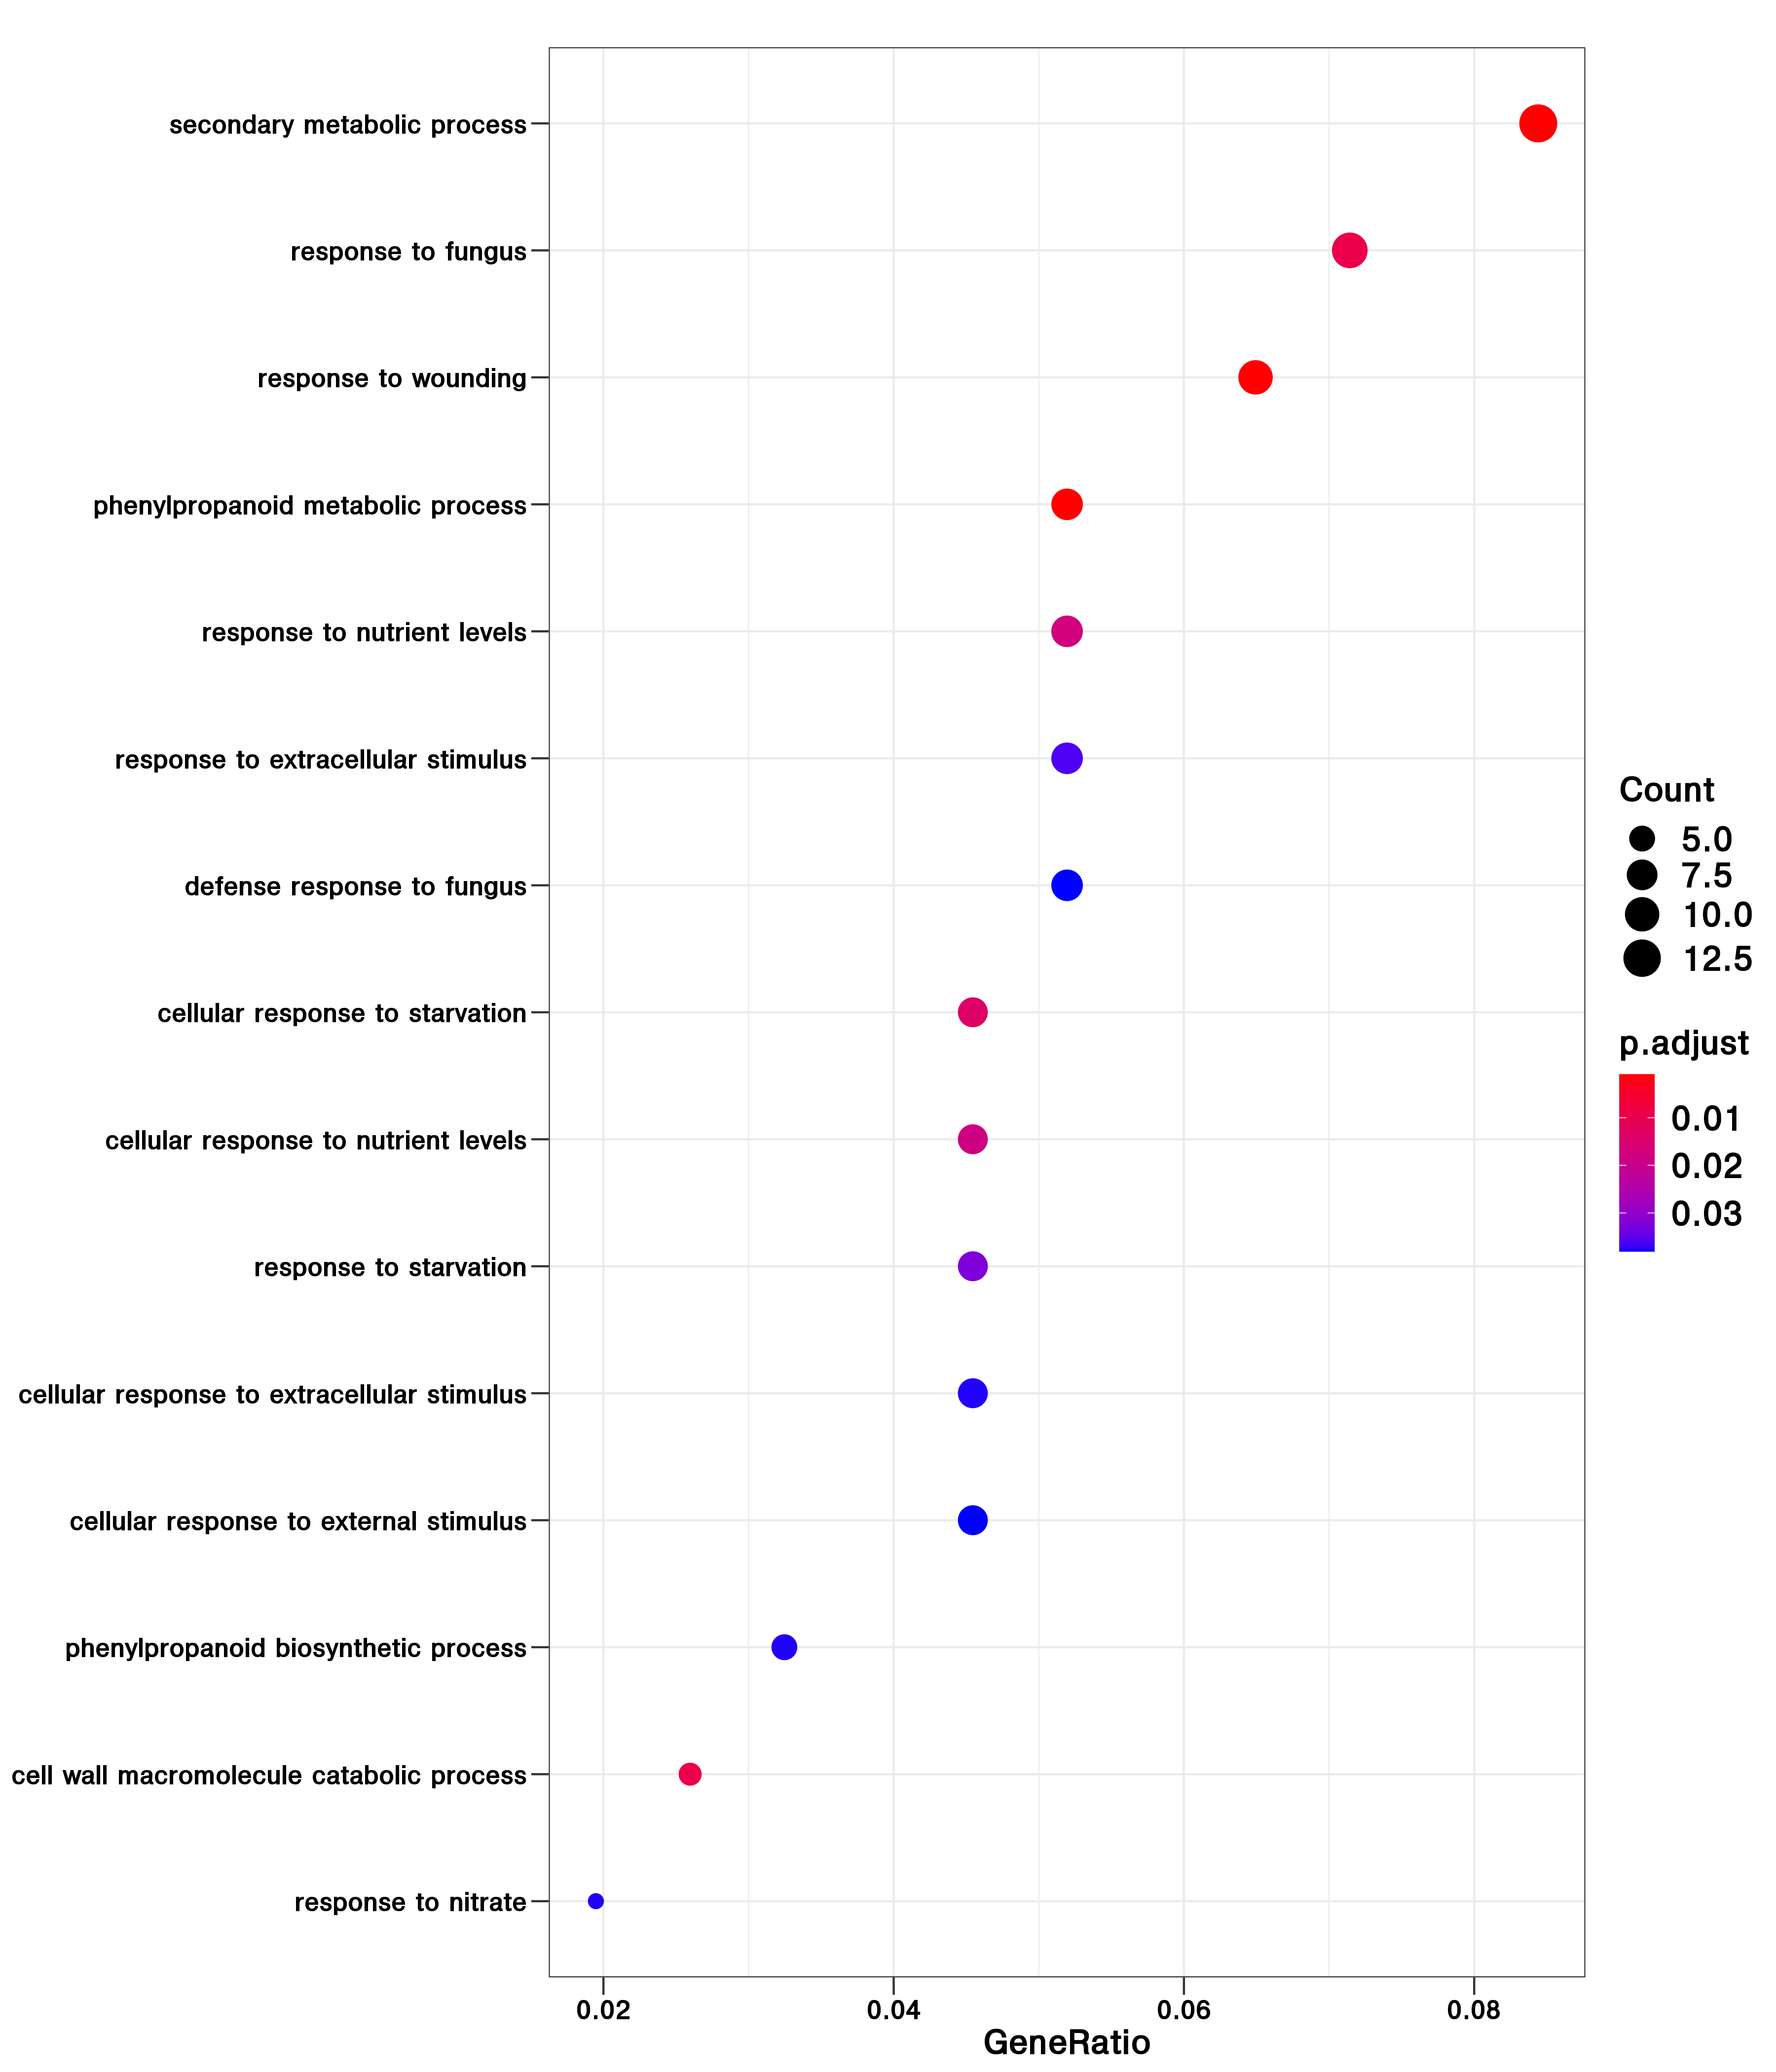 secondary metabolic process
response to fungus
response to wounding
phenylpropanoid metabolic process
response to nutrient levels
response to extracellular stimulus
defense response to fungus
cellular response to starvation
cellular response to nutrient levels
response to starvation
cellular response to extracellular stimulus
cellular response to external stimulus
phenylpropanoid biosynthetic process
cell wall macromolecule catabolic process
response to nitrate
0.02 0.04 0.06 0.08
GeneRatio
Count
5.0
7.5
10.0
12.5
p.adjust
0.01
0.02
0.03